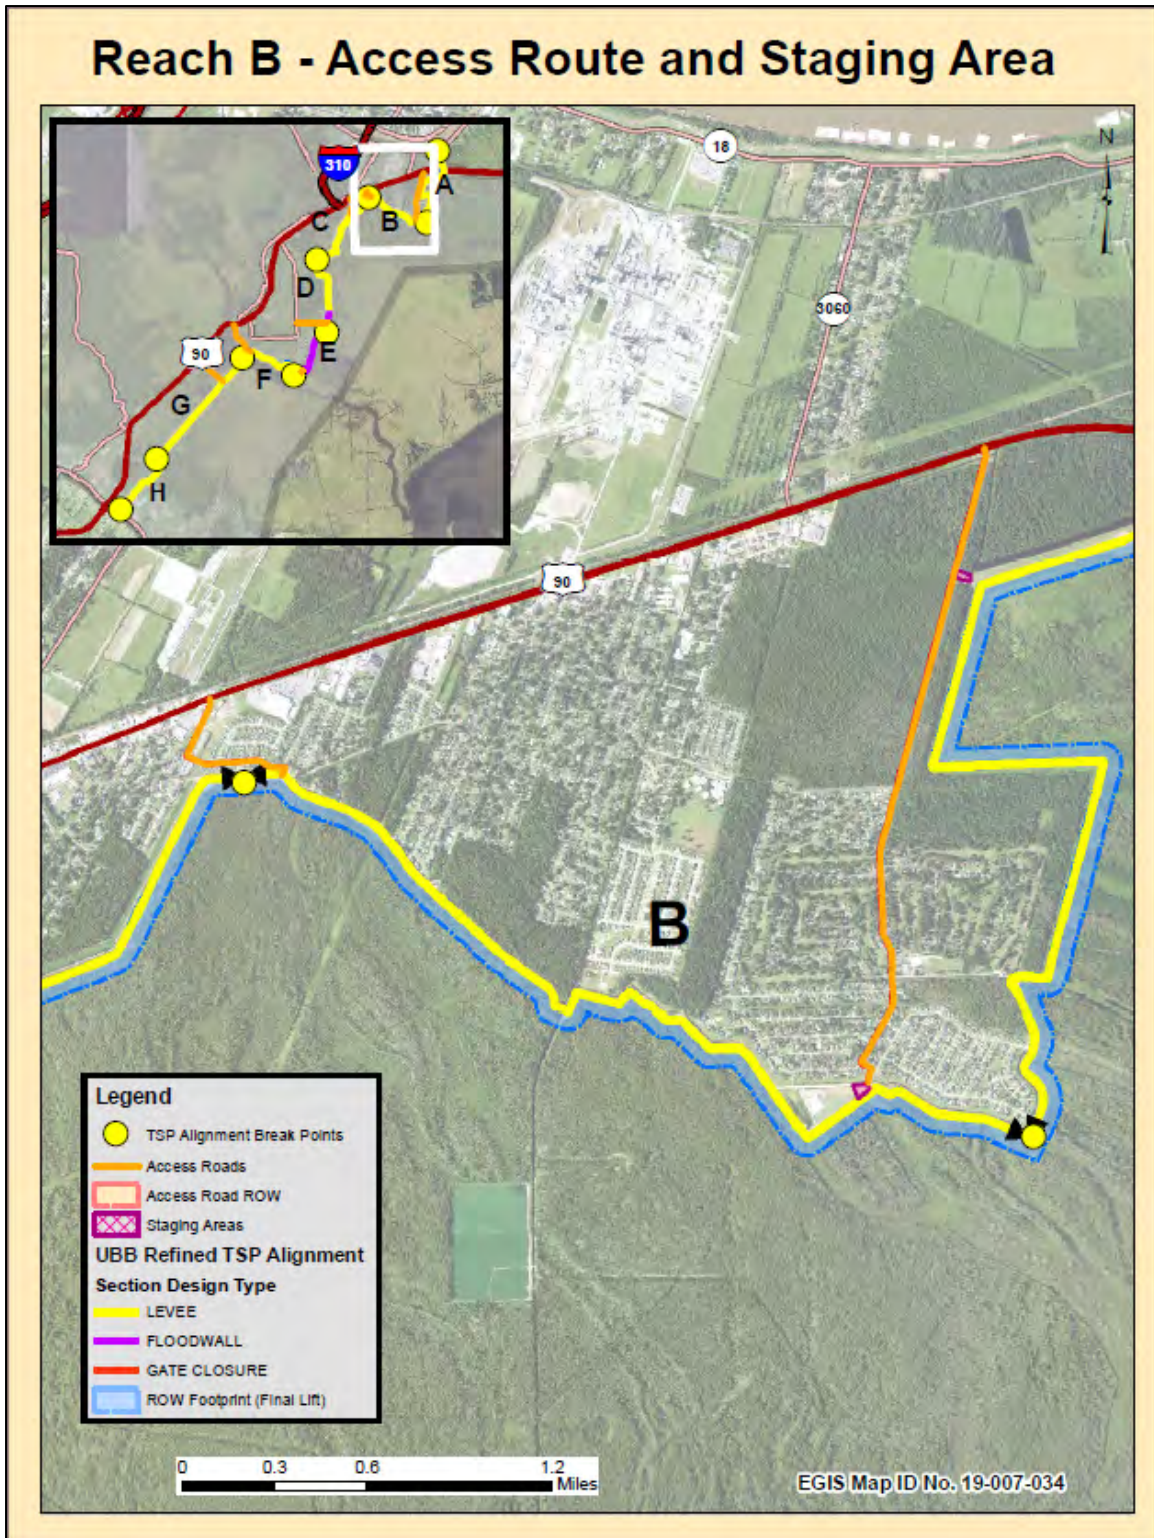 Reach B - Access Route and Staging Area
N
18
310
A
B
C
D
3060
E
90
F
G
H
90
B
Legend
TSP Alignment Break Points
Access Roads
Access Road ROW
Staging Areas
UBB Refined TSP Alignment
Section Design Type
LEVEE
FLOODWALL
GATE CLOSURE
ROW Footprint (Final Lift)
0 0.3 0.6 1.2
Miles
EGIS Map ID No. 19-007-034